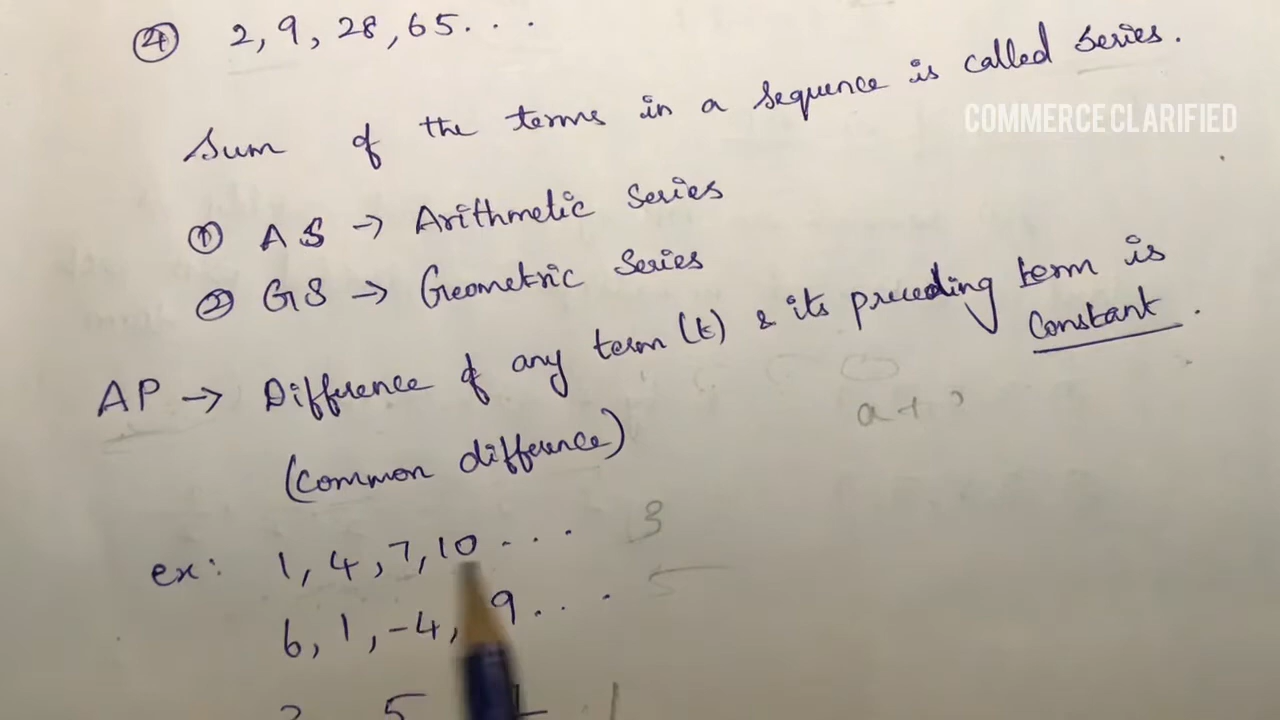 ④ 2, 9, 28, 65...
Sum of the terms in a sequence is called series.
COMMERCE CLARIFIED
① AS → Arithmetic Series
② GS → Geometric Series
AP → Difference of any term (t) & its preceding term is
constant.
a +
(Common difference)
ex: 1, 4, 7, 10... 3
6, 1, -4, 9... 5